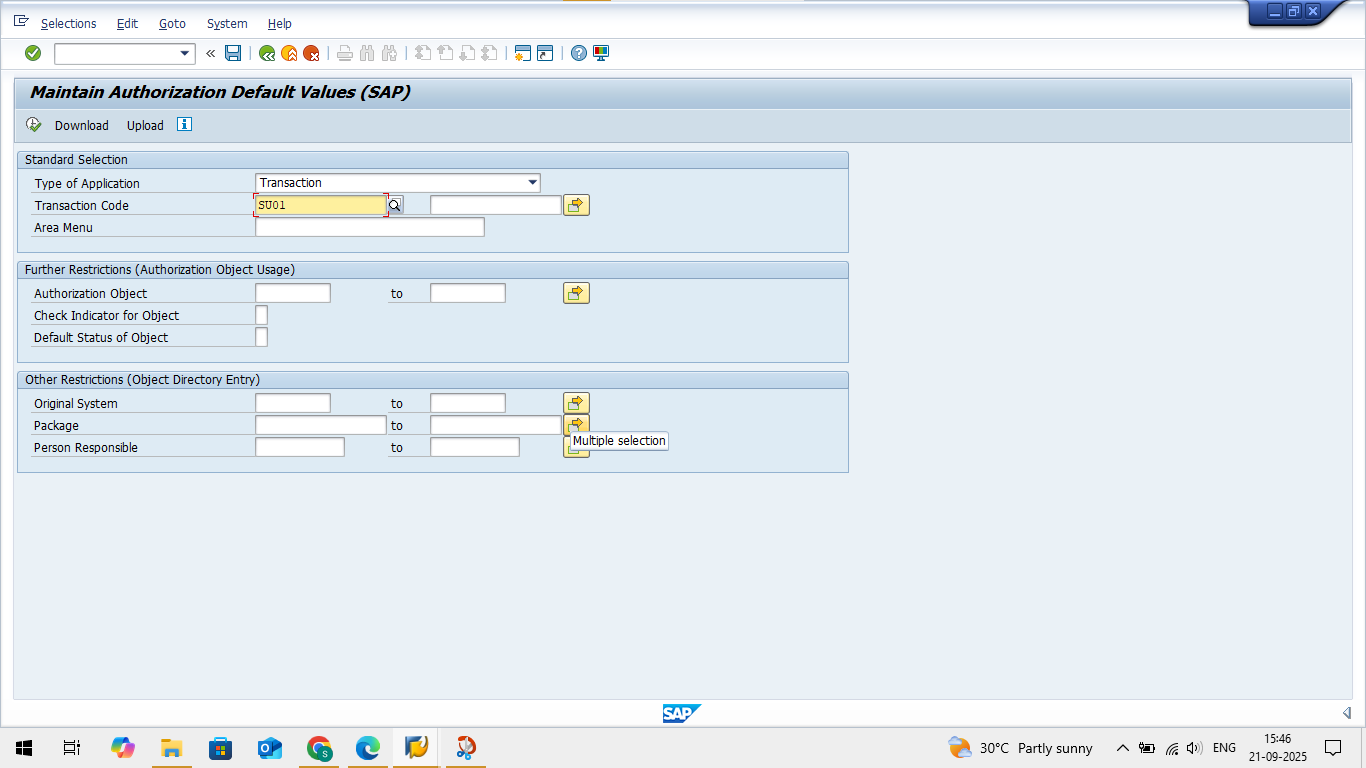 Selections Edit Goto System Help
Maintain Authorization Default Values (SAP)
Download Upload
Standard Selection
Type of Application Transaction
Transaction Code SU01
Area Menu
Further Restrictions (Authorization Object Usage)
Authorization Object to
Check Indicator for Object
Default Status of Object
Other Restrictions (Object Directory Entry)
Original System to
Package to
Multiple selection
Person Responsible to
SAP
30°C Partly sunny ENG 15:46
21-09-2025